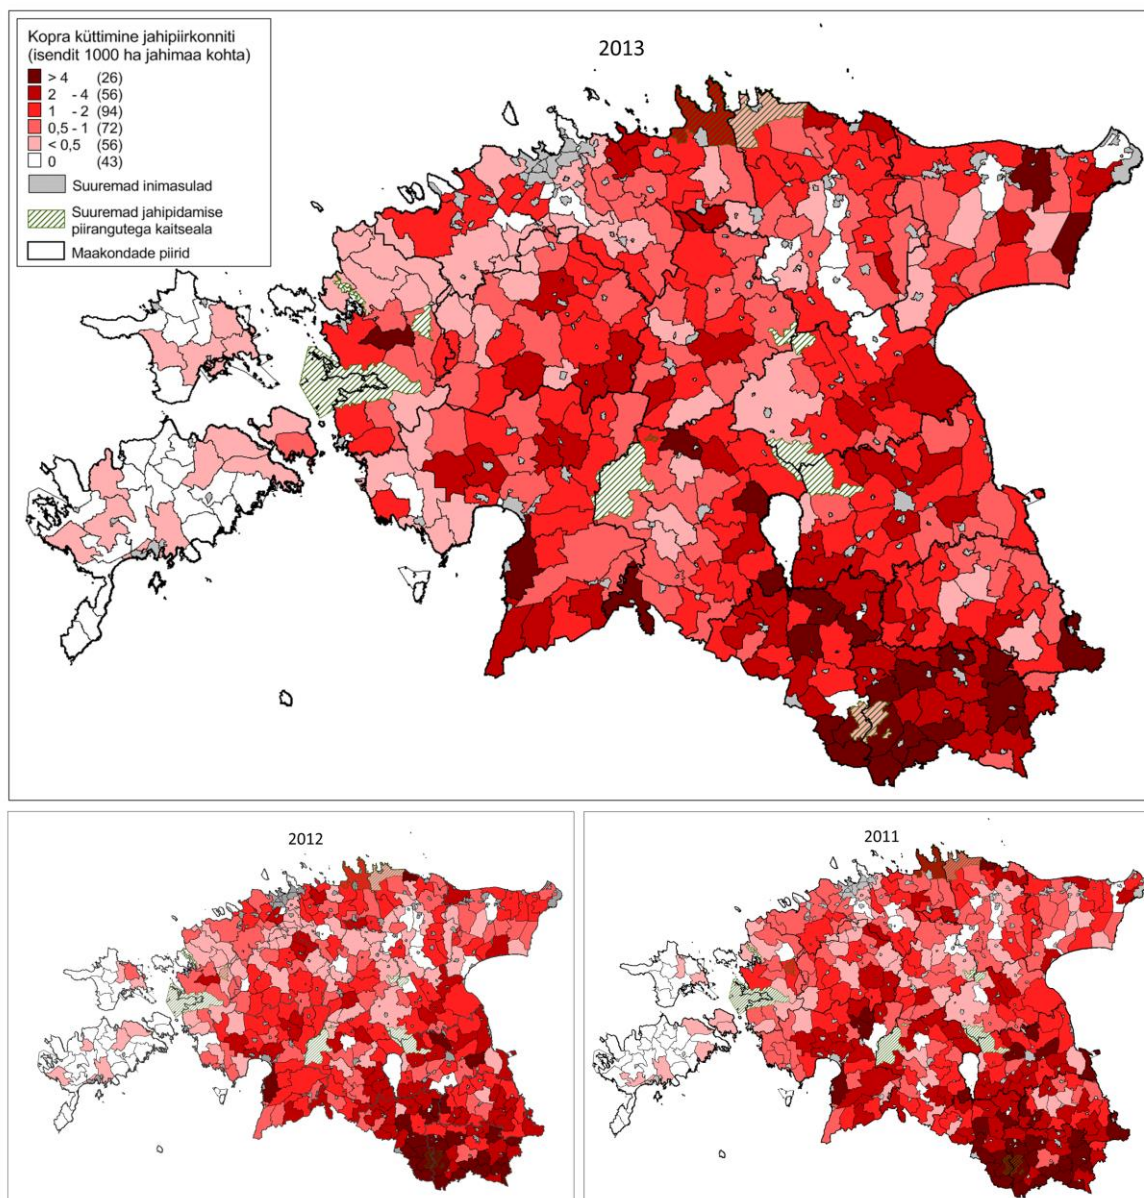 Kopra küttimine jahipiirkonniti
(isendit 1000 ha jahimaa kohta)
> 4 (26)
2 - 4 (56)
1 - 2 (94)
0,5 - 1 (72)
< 0,5 (56)
0 (43)
Suuremad inimasulad
Suuremad jahipidamise
piirangutega kaitseala
Maakondade piirid
2013
2012
2011